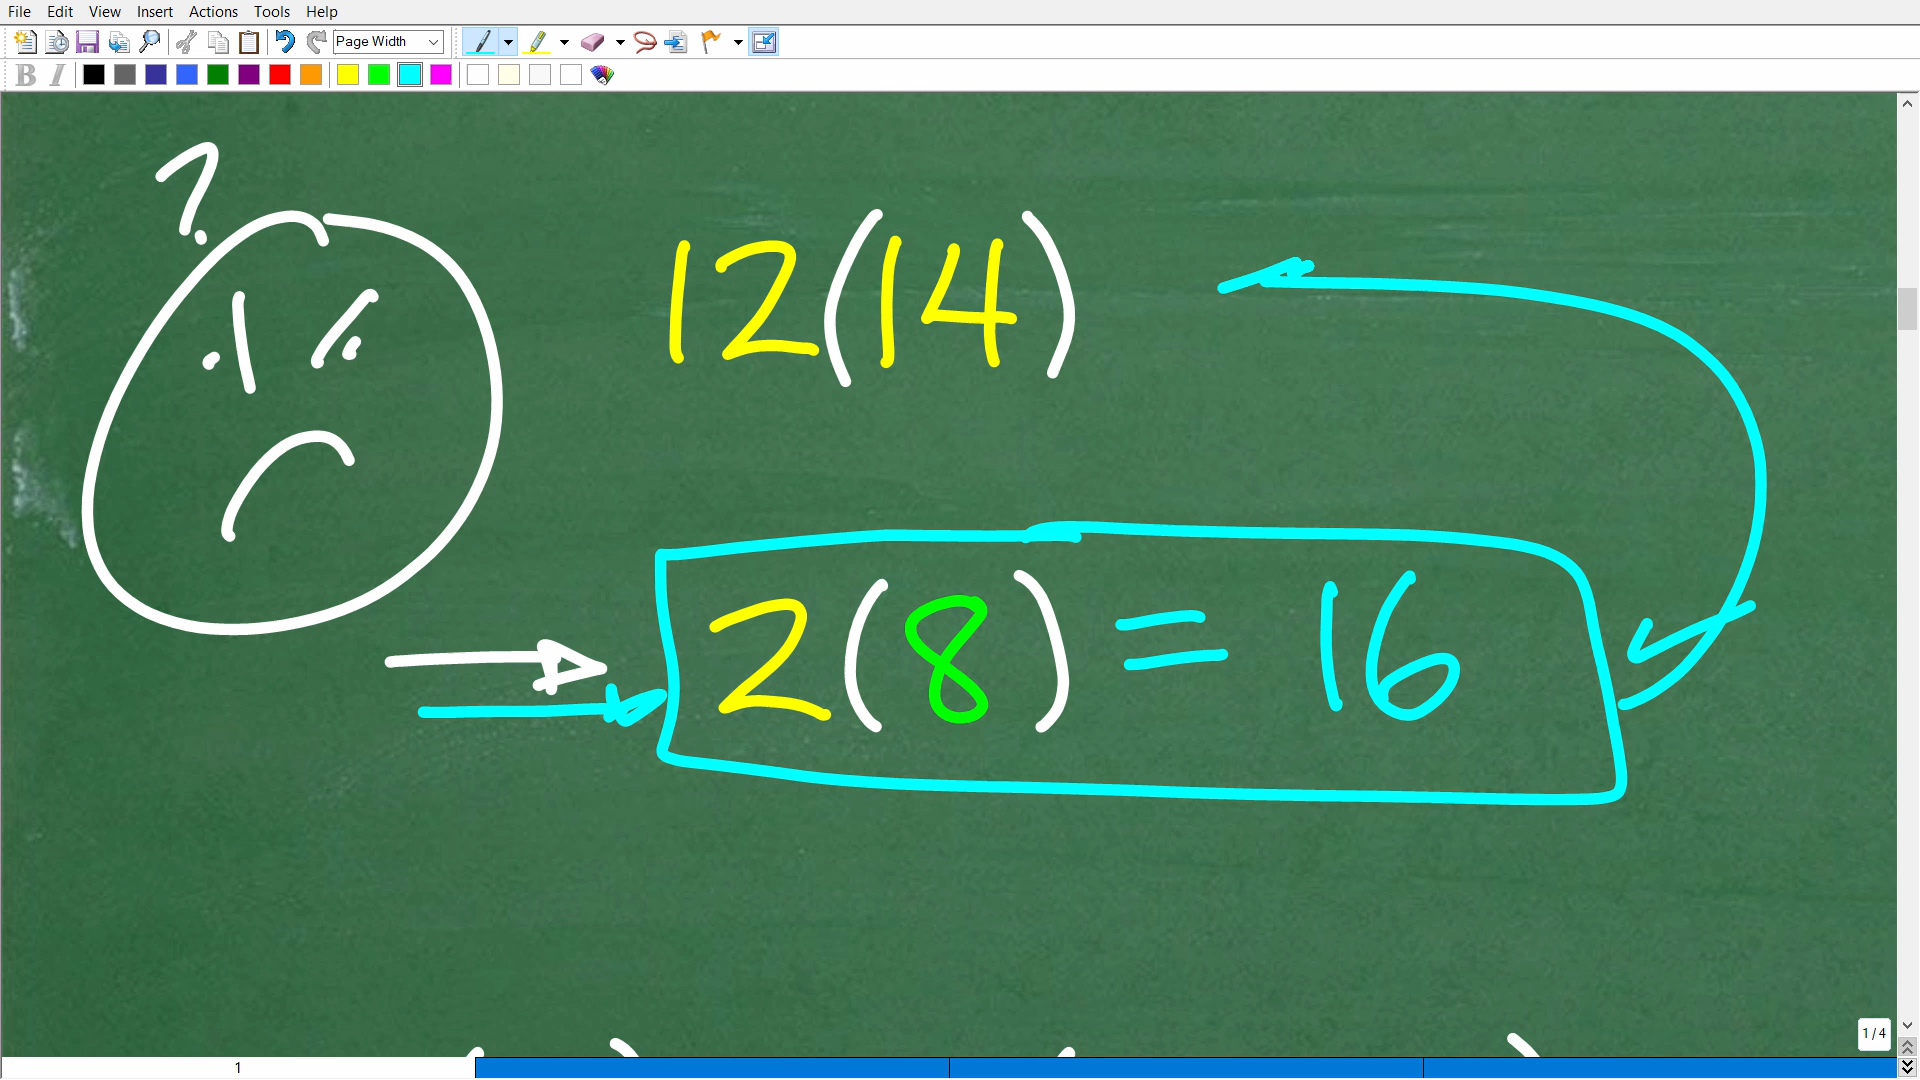 File Edit View Insert Actions Tools Help
Page Width
B I
?
12(14)
2(8) = 16
1 / 4
1